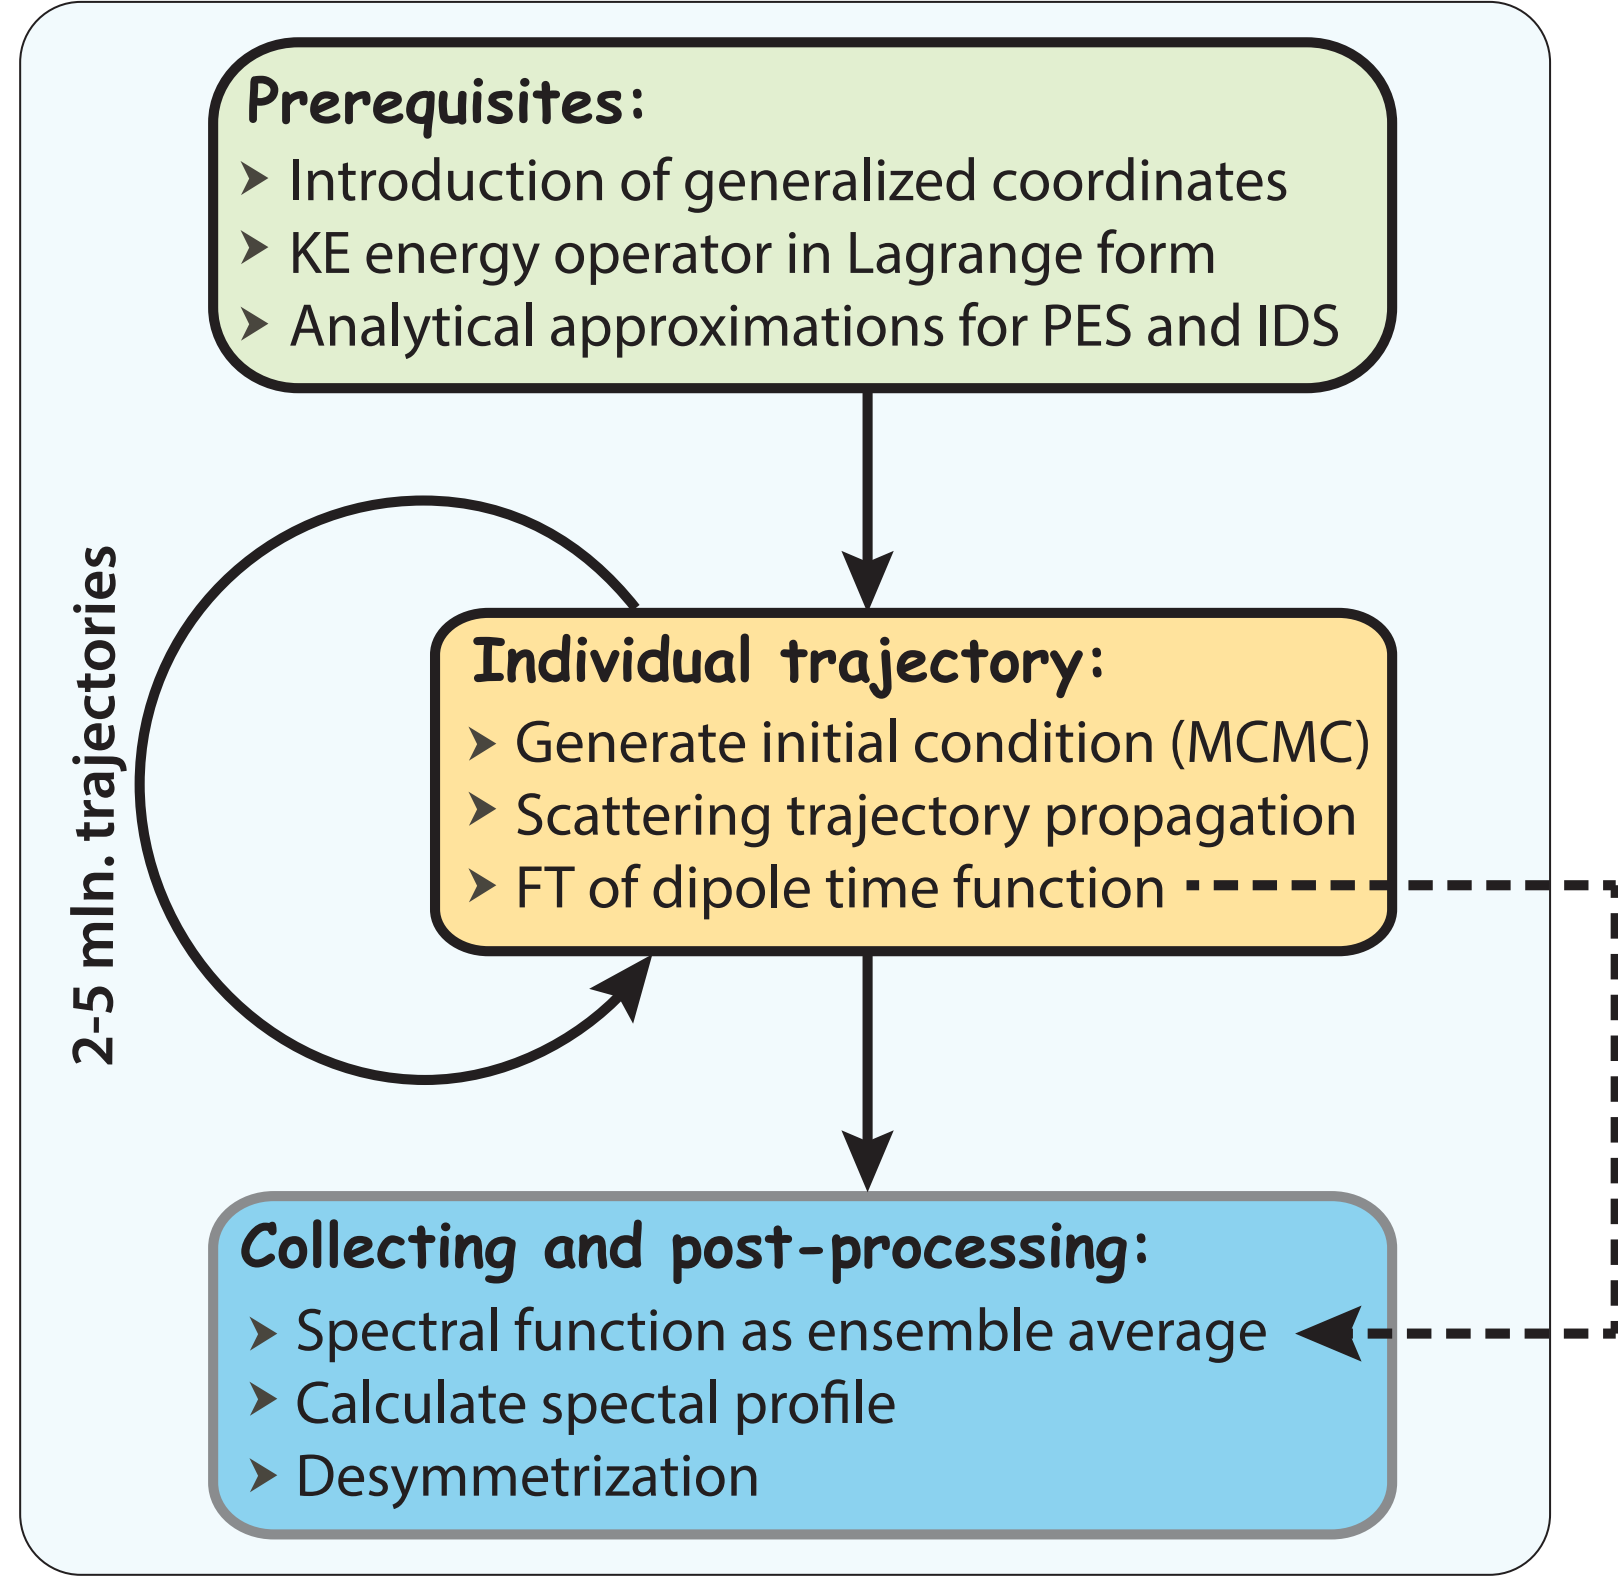 Prerequisites:
Introduction of generalized coordinates
KE energy operator in Lagrange form
Analytical approximations for PES and IDS
2-5 mln. trajectories
Individual trajectory:
Generate initial condition (MCMC)
Scattering trajectory propagation
FT of dipole time function
Collecting and post-processing:
Spectral function as ensemble average
Calculate spectal profile
Desymmetrization